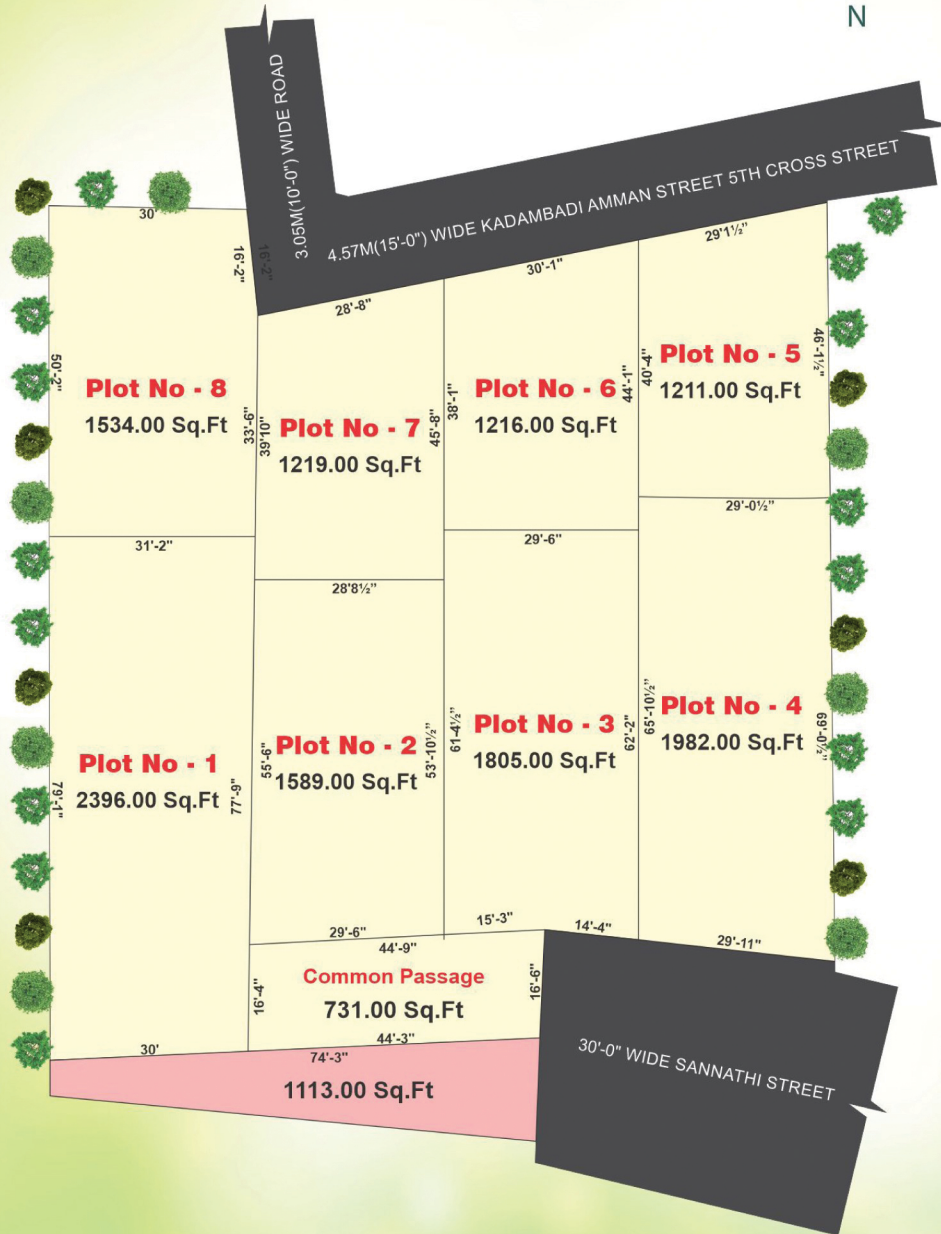 N
3.05M(10'-0") WIDE ROAD
4.57M(15'-0") WIDE KADAMBADI AMMAN STREET 5TH CROSS STREET
30'
16'-2"
16'-2"
50'-2"
Plot No - 8
1534.00 Sq.Ft
33'-6"
31'-2"
28'-8"
39'10"
Plot No - 7
1219.00 Sq.Ft
45'-8"
28'8½"
30'-1"
38'-1"
Plot No - 6
1216.00 Sq.Ft
44'-1"
29'-6"
29'1½"
40'-4"
Plot No - 5
1211.00 Sq.Ft
46'-1½"
29'-0½"
79'-1"
Plot No - 1
2396.00 Sq.Ft
77'-9"
30'
55'-6"
Plot No - 2
1589.00 Sq.Ft
53'-10½"
29'-6"
61-4½"
Plot No - 3
1805.00 Sq.Ft
62'-2"
15'-3"
14'-4"
65'-10½"
Plot No - 4
1982.00 Sq.Ft
69'-0½"
29'-11"
44'-9"
16'-4"
Common Passage
731.00 Sq.Ft
16'-6"
44'-3"
74'-3"
1113.00 Sq.Ft
30'-0" WIDE SANNATHI STREET